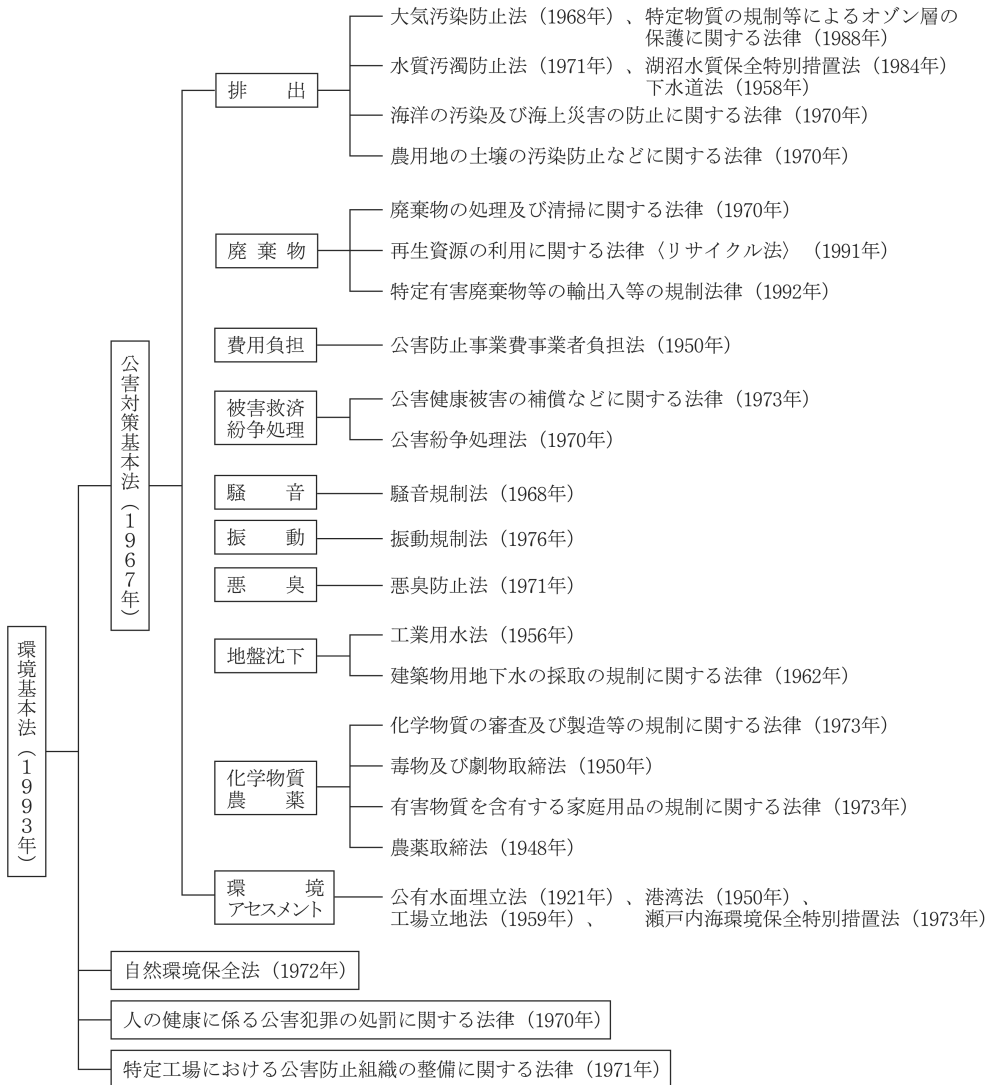 大気汚染防止法（1968年）、特定物質の規制等によるオゾン層の
保護に関する法律（1988年）
排　　出
水質汚濁防止法（1971年）、湖沼水質保全特別措置法（1984年）
下水道法（1958年）
海洋の汚染及び海上災害の防止に関する法律（1970年）
農用地の土壌の汚染防止などに関する法律（1970年）
廃棄物の処理及び清掃に関する法律（1970年）
廃 棄 物
再生資源の利用に関する法律〈リサイクル法〉（1991年）
特定有害廃棄物等の輸出入等の規制法律（1992年）
費用負担
公害防止事業費事業者負担法（1950年）
被害救済
紛争処理
公害健康被害の補償などに関する法律（1973年）
公害紛争処理法（1970年）
公害対策基本法（1967年）
騒　　音
騒音規制法（1968年）
振　　動
振動規制法（1976年）
悪　　臭
悪臭防止法（1971年）
地盤沈下
工業用水法（1956年）
建築物用地下水の採取の規制に関する法律（1962年）
環境基本法（1993年）
化学物質
農　　薬
化学物質の審査及び製造等の規制に関する法律（1973年）
毒物及び劇物取締法（1950年）
有害物質を含有する家庭用品の規制に関する法律（1973年）
農薬取締法（1948年）
環　　境
アセスメント
公有水面埋立法（1921年）、港湾法（1950年）、
工場立地法（1959年）、　瀬戸内海環境保全特別措置法（1973年）
自然環境保全法（1972年）
人の健康に係る公害犯罪の処罰に関する法律（1970年）
特定工場における公害防止組織の整備に関する法律（1971年）